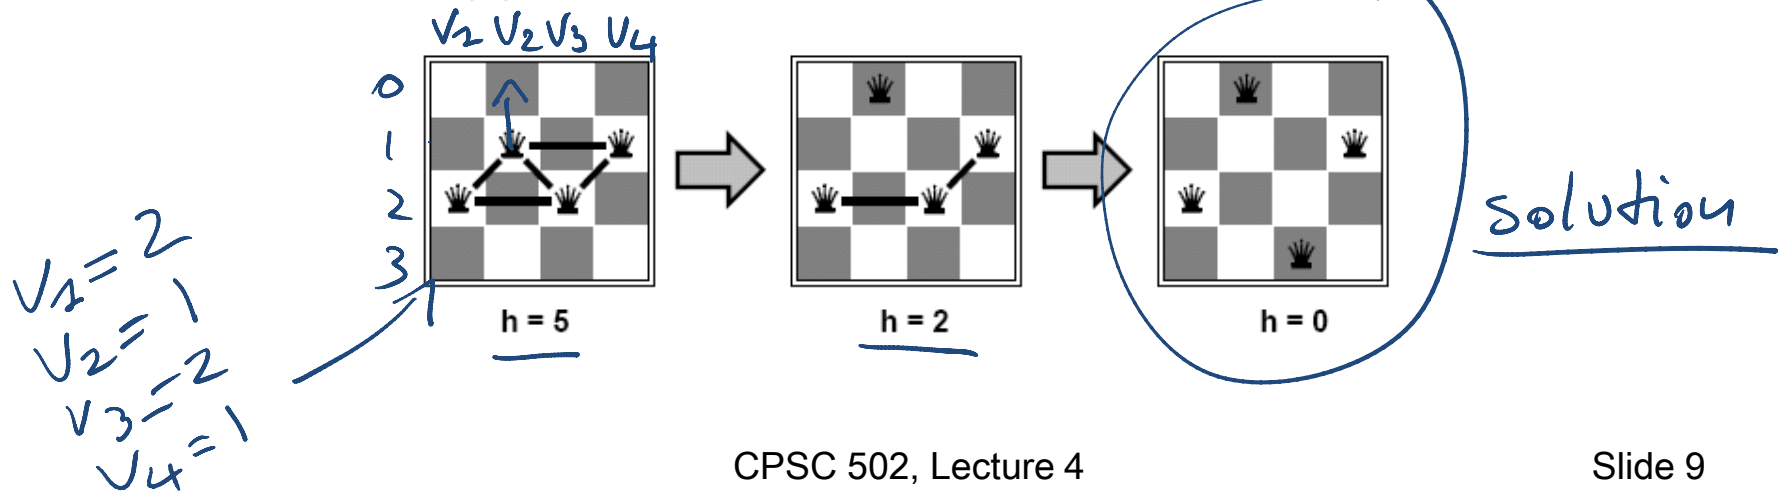 V1 V2 V3 V4
0
1
2
3
V1 = 2
V2 = 1
V3 = 2
V4 = 1
h = 5
h = 2
h = 0
solution
CPSC 502, Lecture 4
Slide 9